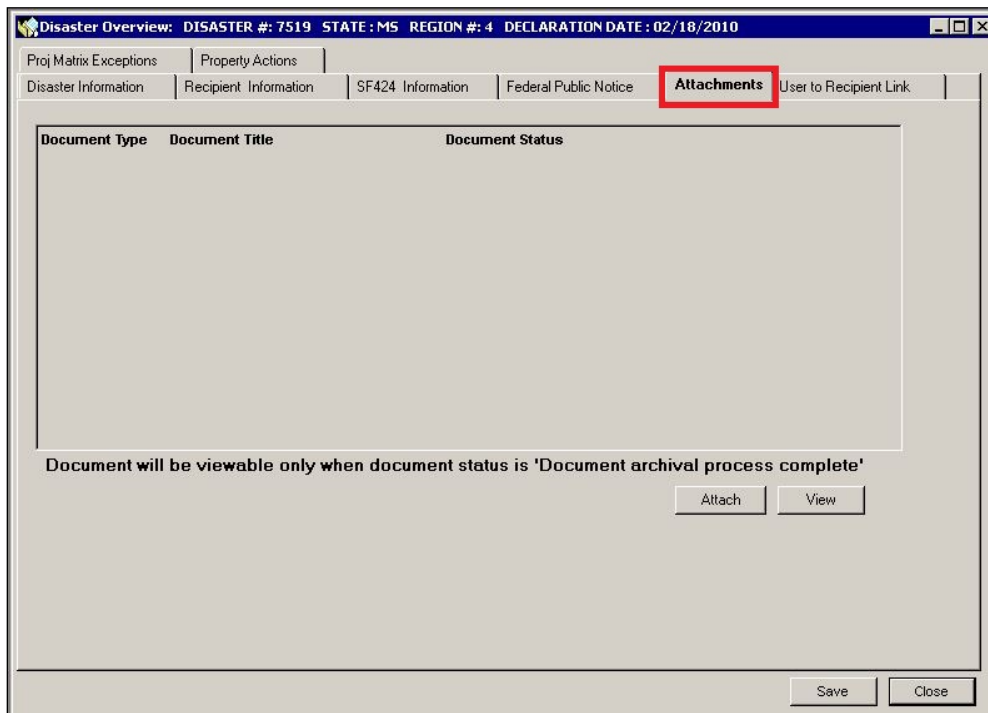 Disaster Overview: DISASTER #: 7519 STATE : MS REGION #: 4 DECLARATION DATE : 02/18/2010
Proj Matrix Exceptions Property Actions
Disaster Information Recipient Information SF424 Information Federal Public Notice Attachments User to Recipient Link
Document Type Document Title Document Status
Document will be viewable only when document status is 'Document archival process complete'
Attach View
Save Close